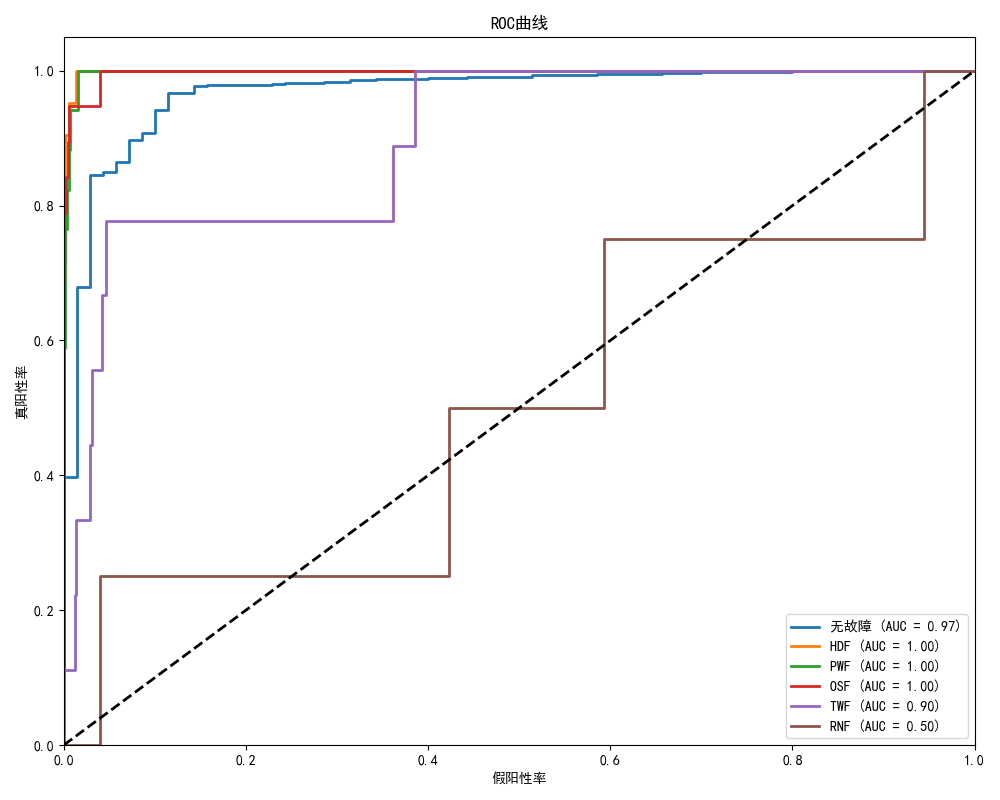 ROC曲线
1.0
0.8
0.6
0.4
0.2
0.0
真阳性率
0.0 0.2 0.4 0.6 0.8 1.0
假阳性率
无故障 (AUC = 0.97)
HDF (AUC = 1.00)
PWF (AUC = 1.00)
OSF (AUC = 1.00)
TWF (AUC = 0.90)
RNF (AUC = 0.50)